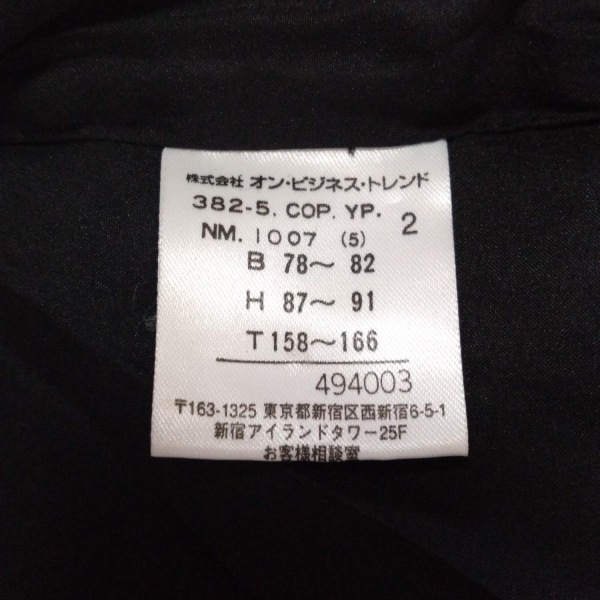 株式会社 オン・ビジネス・トレンド
382-5. COP. YP. 2
NM. 1007 (5)
B 78〜 82
H 87〜 91
T 158〜166
494003
〒163-1325 東京都新宿区西新宿6-5-1
新宿アイランドタワー25F
お客様相談室